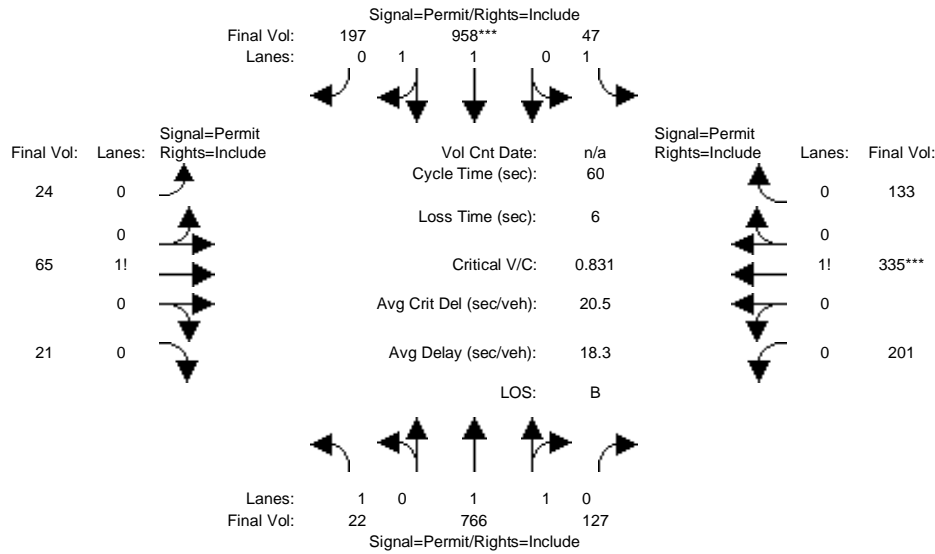 Signal=Permit/Rights=Include
Final Vol: 197 958*** 47
Lanes: 0 1 1 0 1
Signal=Permit
Final Vol: Lanes: Rights=Include
Vol Cnt Date: n/a
Signal=Permit
Rights=Include Lanes: Final Vol:
Cycle Time (sec): 60
24 0
0 133
Loss Time (sec): 6
0
0
65 1!
Critical V/C: 0.831
1! 335***
0
Avg Crit Del (sec/veh): 20.5
0
21 0
Avg Delay (sec/veh): 18.3
0 201
LOS: B
Lanes: 1 0 1 1 0
Final Vol: 22 766 127
Signal=Permit/Rights=Include